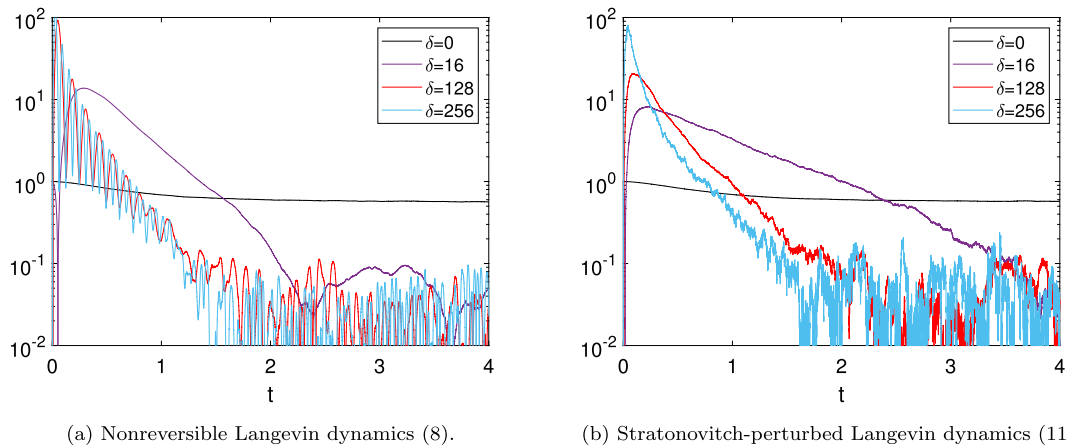 10^2
10^1
10^0
10^-1
10^-2
0 1 2 3 4
t
δ=0
δ=16
δ=128
δ=256
(a) Nonreversible Langevin dynamics (8).
10^2
10^1
10^0
10^-1
10^-2
0 1 2 3 4
t
δ=0
δ=16
δ=128
δ=256
(b) Stratonovitch-perturbed Langevin dynamics (11